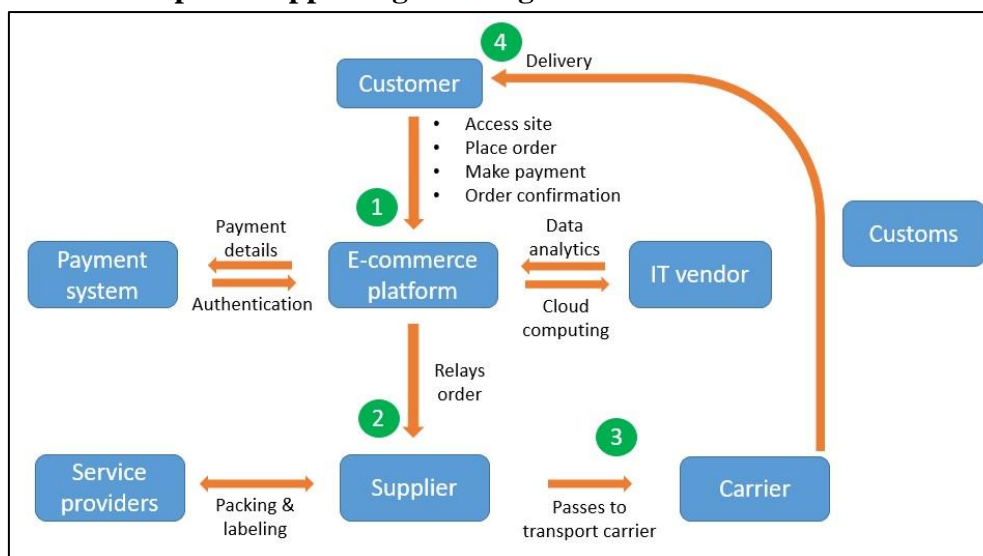 4
Delivery
Customer
• Access site
• Place order
• Make payment
• Order confirmation
1
Payment
details
Data
analytics
Customs
Payment
system
E-commerce
platform
IT vendor
Authentication
Cloud
computing
Relays
order
2
3
Service
providers
Supplier
Carrier
Packing &
labeling
Passes to
transport carrier